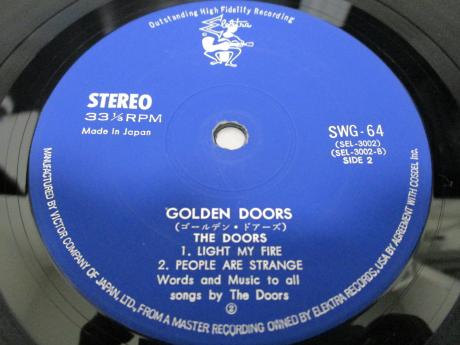 Outstanding High Fidelity Recording
Elektra
STEREO
33⅓RPM
Made in Japan
SWG-64
(SEL-3002)
(SEL-3002-B)
SIDE 2
GOLDEN DOORS
(ゴールデン・ドアーズ)
THE DOORS
1. LIGHT MY FIRE
2. PEOPLE ARE STRANGE
Words and Music to all
songs by The Doors
②
MANUFACTURED BY VICTOR COMPANY OF JAPAN, LTD., FROM A MASTER RECORDING OWNED BY ELEKTRA RECORDS, USA BY AGREEMENT WITH COSDEL Inc.